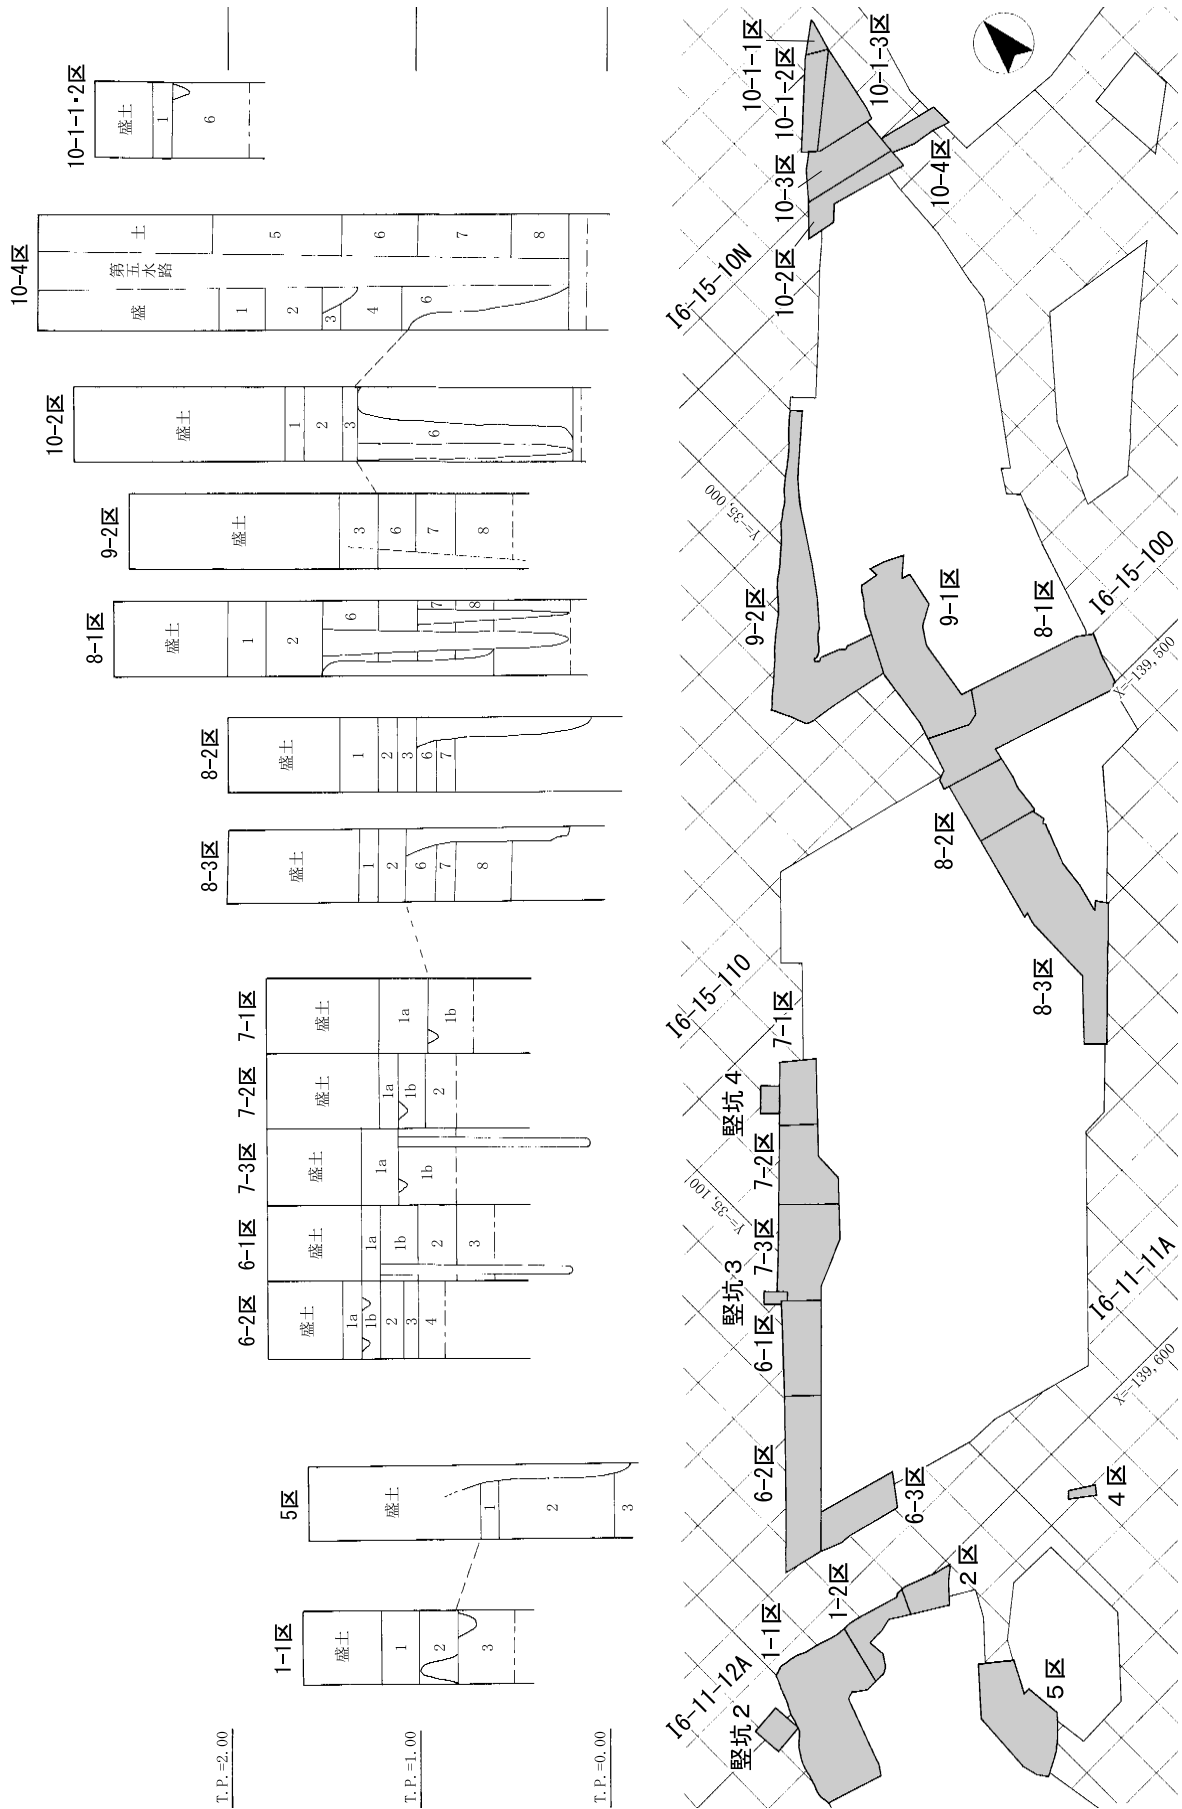 10-1-1・2区
盛土
1
6
10-4区
盛
土
第五水路
1
2
3
4
6
5
6
7
8
10-2区
盛土
1
2
3
6
9-2区
盛土
3
6
7
8
8-1区
盛土
1
2
6
7
8
8-2区
盛土
1
2
3
6
7
8-3区
盛土
1
2
6
7
8
7-1区
盛土
1a
1b
7-2区
盛土
1a
1b
2
7-3区
盛土
1a
1b
6-1区
盛土
1a
1b
2
3
6-2区
盛土
1a
1b
2
3
4
5区
盛土
1
2
3
1-1区
盛土
1
2
3
T.P.=2.00
T.P.=1.00
T.P.=0.00
10-1-1区
10-1-2区
10-1-3区
10-3区
10-4区
10-2区
I6-15-10N
Y=-35,000
9-2区
9-1区
8-1区
I6-15-100
X=-139,500
8-2区
8-3区
I6-15-110
7-1区
竪坑 4
7-2区
Y=-35,100
7-3区
竪坑 3
6-1区
I6-11-11A
X=-139,600
6-2区
6-3区
4区
2区
1-2区
1-1区
I6-11-12A
竪坑 2
5区